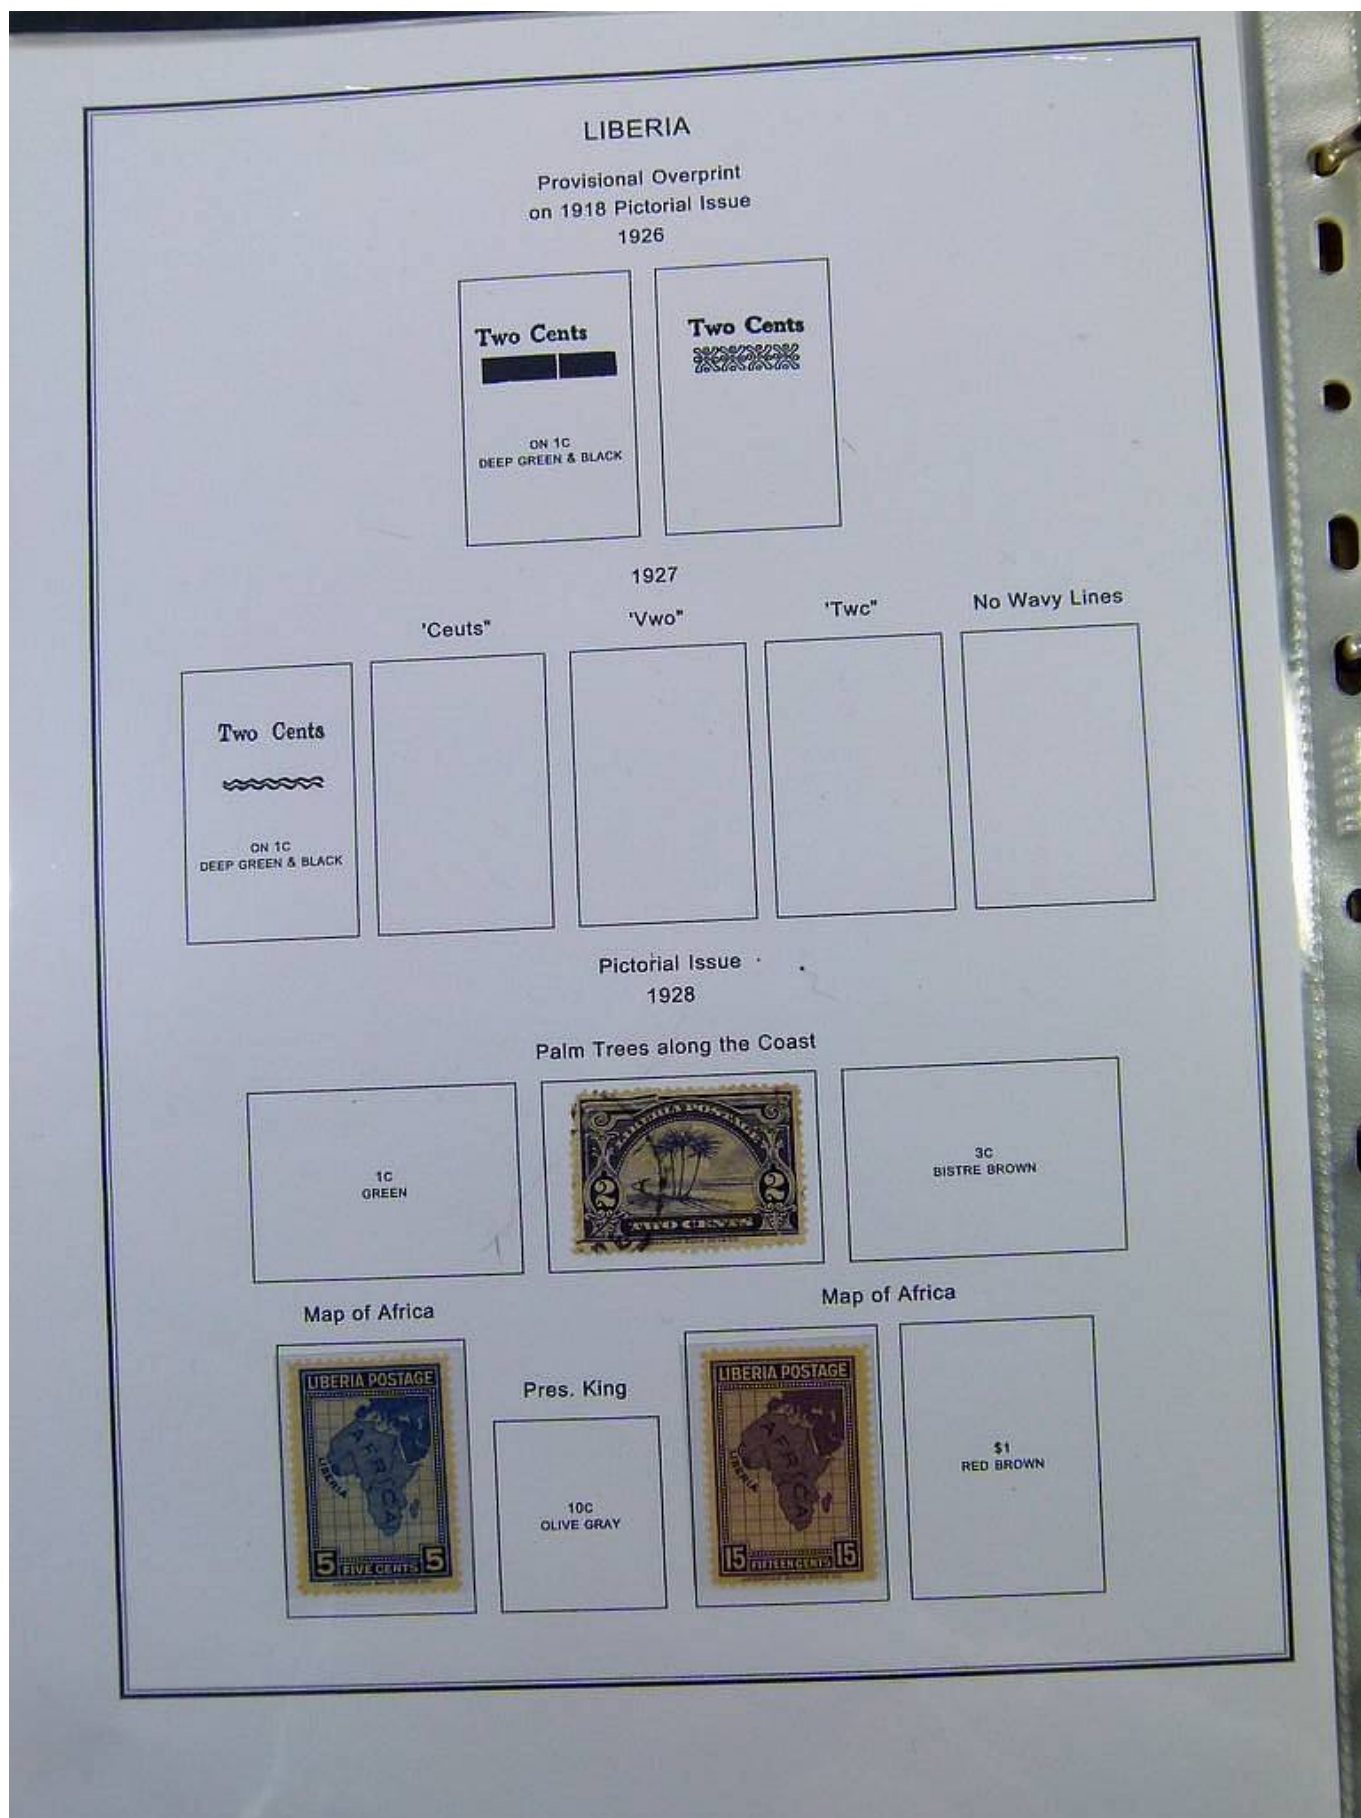 LIBERIA
Provisional Overprint
on 1918 Pictorial Issue
1926
Two Cents
ON 1C
DEEP GREEN & BLACK
Two Cents
1927
'Ceuts"
'Vwo"
'Twc"
No Wavy Lines
Two Cents
ON 1C
DEEP GREEN & BLACK
Pictorial Issue
1928
Palm Trees along the Coast
1C
GREEN
LIBERIA POSTAGE
2 2
TWO CENTS
3C
BISTRE BROWN
Map of Africa
LIBERIA POSTAGE
AFRICA
LIBERIA
5 FIVE CENTS 5
Pres. King
10C
OLIVE GRAY
Map of Africa
LIBERIA POSTAGE
AFRICA
LIBERIA
15 FIFTEEN CENTS 15
$1
RED BROWN